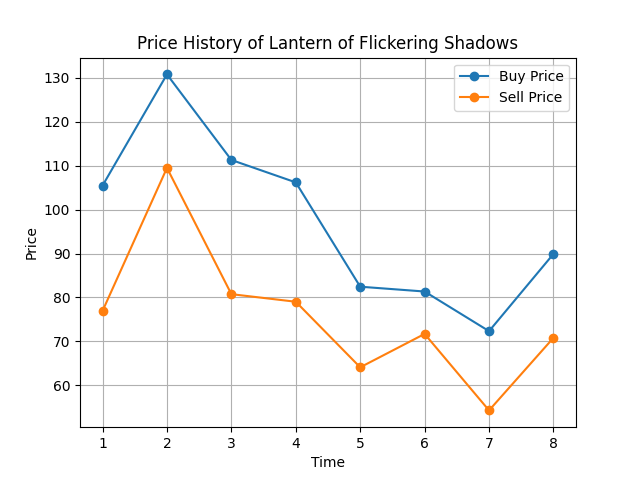 Price History of Lantern of Flickering Shadows
Buy Price
Sell Price
Price
130
120
110
100
90
80
70
60
1 2 3 4 5 6 7 8
Time